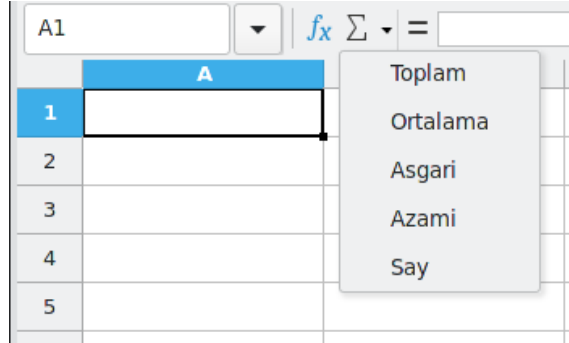 A1
fx Σ =
A
Toplam
1
Ortalama
2
Asgari
3
Azami
4
Say
5